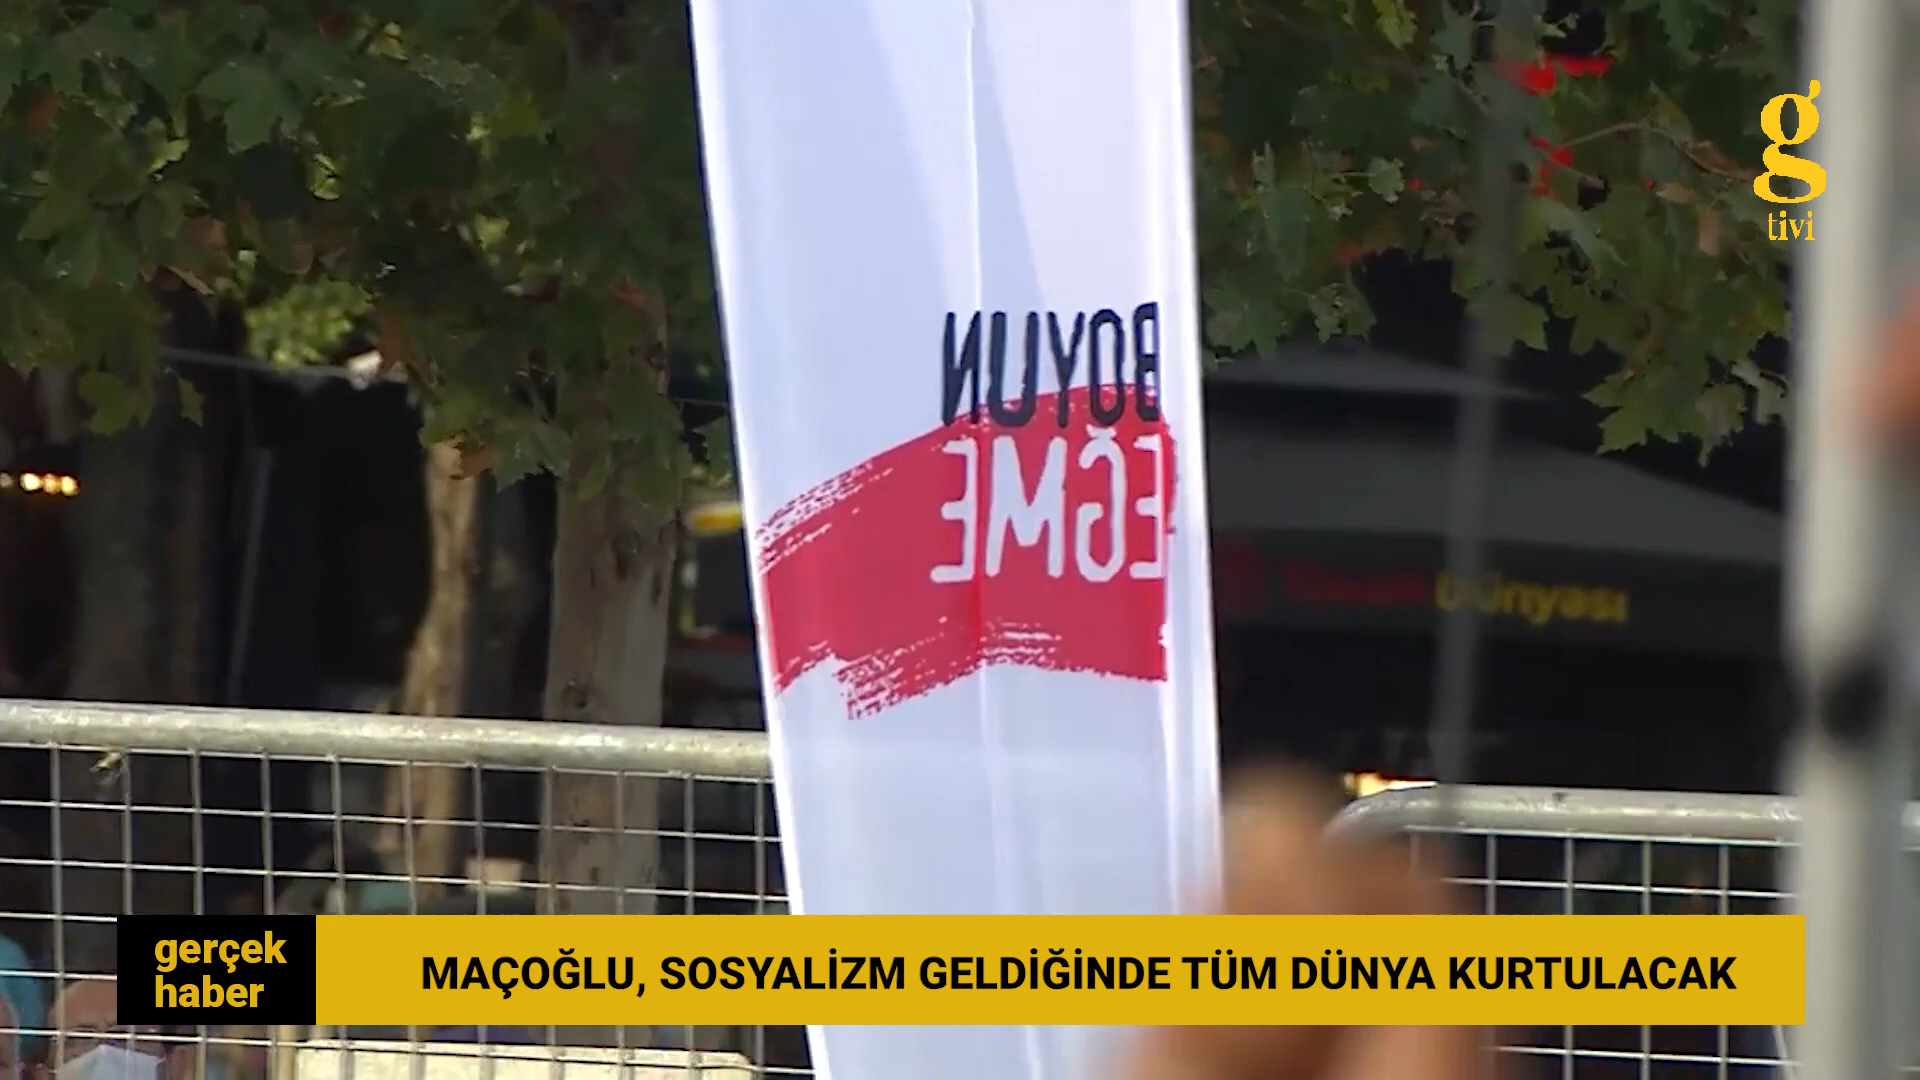 g
tivi
BOYUN
EĞME
Dünyası
gerçek
haber
MAÇOĞLU, SOSYALİZM GELDİĞİNDE TÜM DÜNYA KURTULACAK